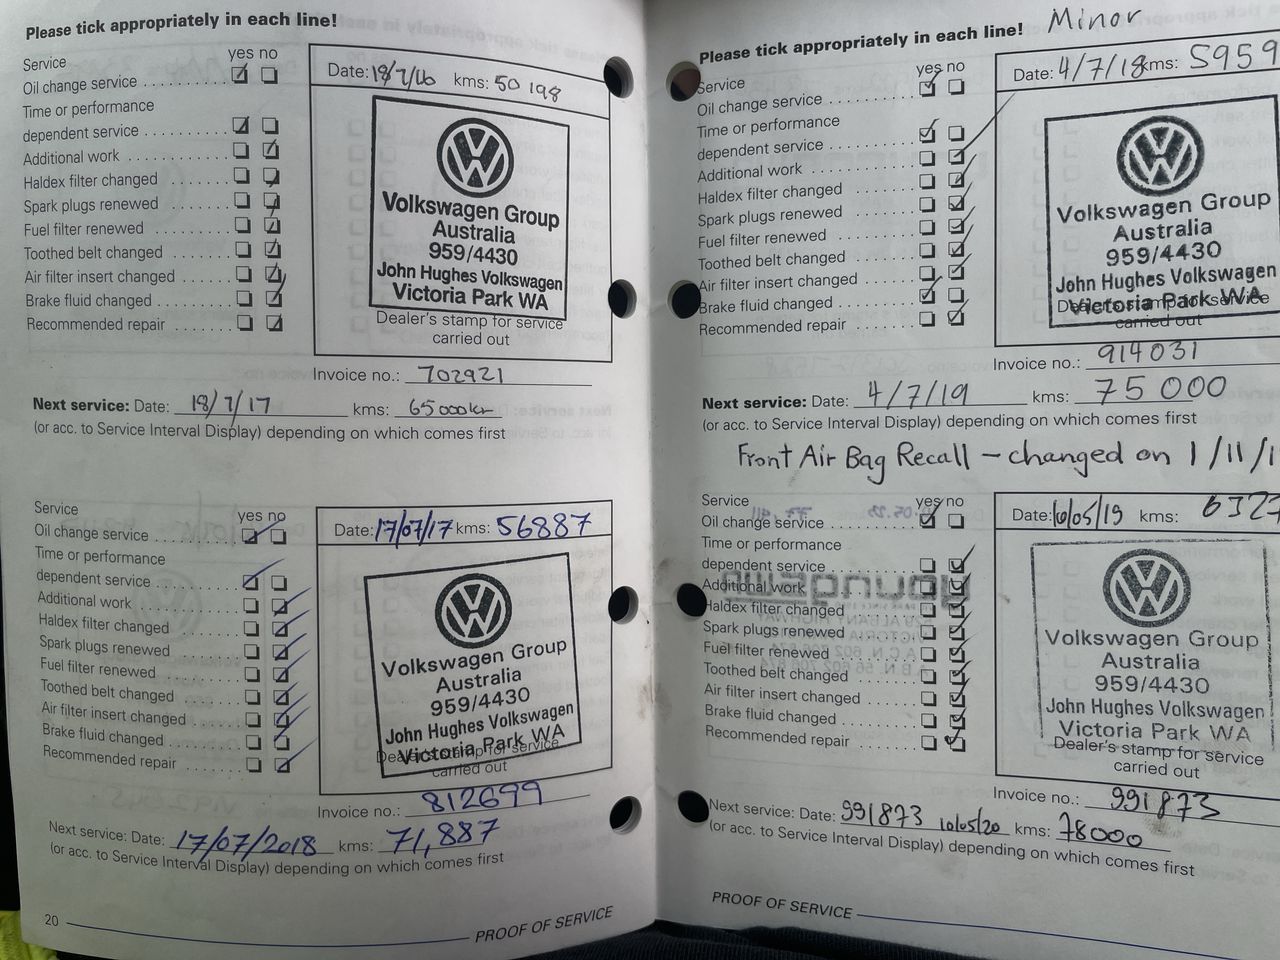 Please tick appropriately in each line!
Service
yes no
Oil change service
Time or performance
dependent service
Additional work
Haldex filter changed
Spark plugs renewed
Fuel filter renewed
Toothed belt changed
Air filter insert changed
Brake fluid changed
Recommended repair
Date: 18/7/16 kms: 50 198
Volkswagen Group
Australia
959/4430
John Hughes Volkswagen
Victoria Park WA
Dealer's stamp for service
carried out
Invoice no.: 702921
Next service: Date: 18/7/17 kms: 65 000km
(or acc. to Service Interval Display) depending on which comes first
Service
yes no
Oil change service
Time or performance
dependent service
Additional work
Haldex filter changed
Spark plugs renewed
Fuel filter renewed
Toothed belt changed
Air filter insert changed
Brake fluid changed
Recommended repair
Date: 17/07/17 kms: 56887
Volkswagen Group
Australia
959/4430
John Hughes Volkswagen
Victoria Park WA
Dealer's stamp for service
carried out
Invoice no.: 812699
Next service: Date: 17/07/2018 kms: 71,887
(or acc. to Service Interval Display) depending on which comes first
20
PROOF OF SERVICE
Minor
Please tick appropriately in each line!
Service
yes no
Oil change service
Time or performance
dependent service
Additional work
Haldex filter changed
Spark plugs renewed
Fuel filter renewed
Toothed belt changed
Air filter insert changed
Brake fluid changed
Recommended repair
Date: 4/7/18 kms: 5959
Volkswagen Group
Australia
959/4430
John Hughes Volkswagen
Victoria Park WA
Dealer's stamp for service
carried out
Invoice no.: 914031
4/7/19 kms: 75 000
Next service: Date:
(or acc. to Service Interval Display) depending on which comes first
Front Air Bag Recall - changed on 1/11/1
Service
yes no
Oil change service
Time or performance
dependent service
Additional work
Haldex filter changed
Spark plugs renewed
Fuel filter renewed
Toothed belt changed
Air filter insert changed
Brake fluid changed
Recommended repair
Date: 10/05/19 kms: 6327
Volkswagen Group
Australia
959/4430
John Hughes Volkswagen
Victoria Park WA
Dealer's stamp for service
carried out
Invoice no.: 991873
Next service: Date: 991873 10/05/20 kms: 78000
(or acc. to Service Interval Display) depending on which comes first
PROOF OF SERVICE